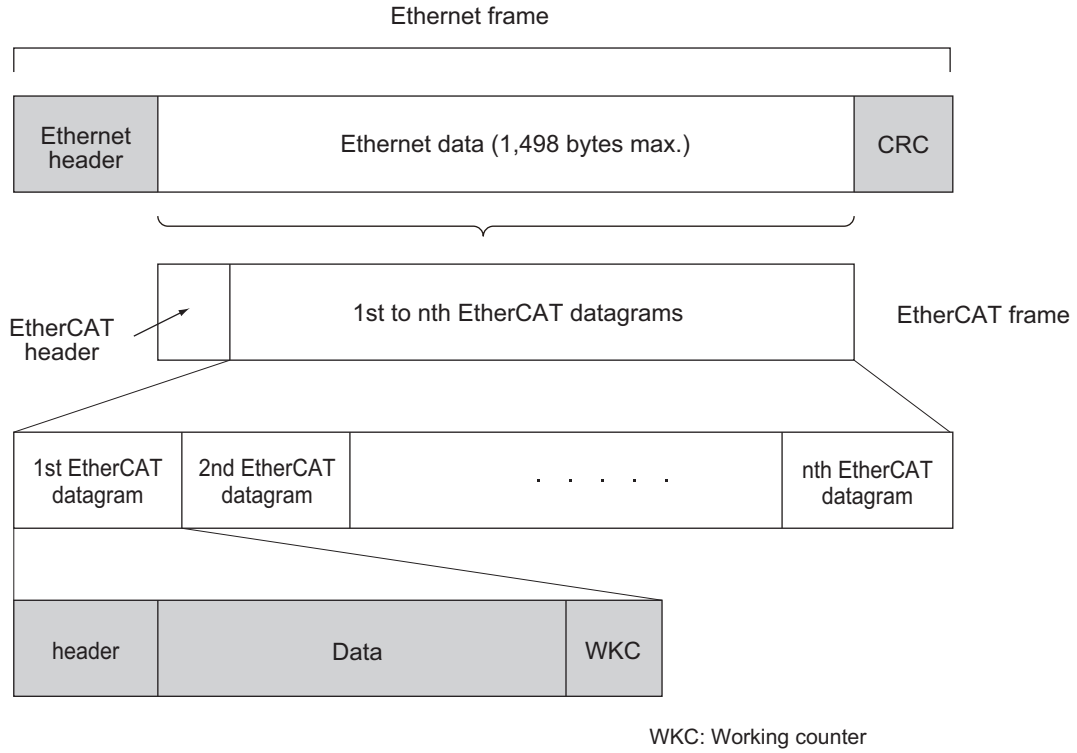 Ethernet frame
Ethernet
header
Ethernet data (1,498 bytes max.)
CRC
EtherCAT
header
1st to nth EtherCAT datagrams
EtherCAT frame
1st EtherCAT
datagram
2nd EtherCAT
datagram
. . . . .
nth EtherCAT
datagram
header
Data
WKC
WKC: Working counter